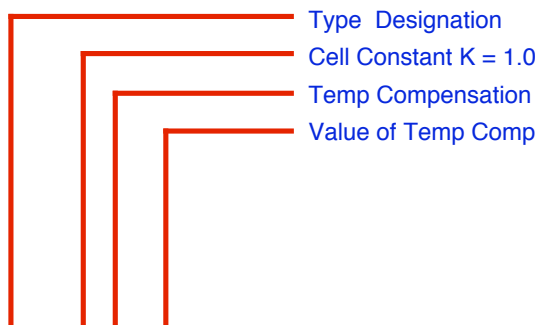 Type Designation
Cell Constant K = 1.0
Temp Compensation
Value of Temp Comp